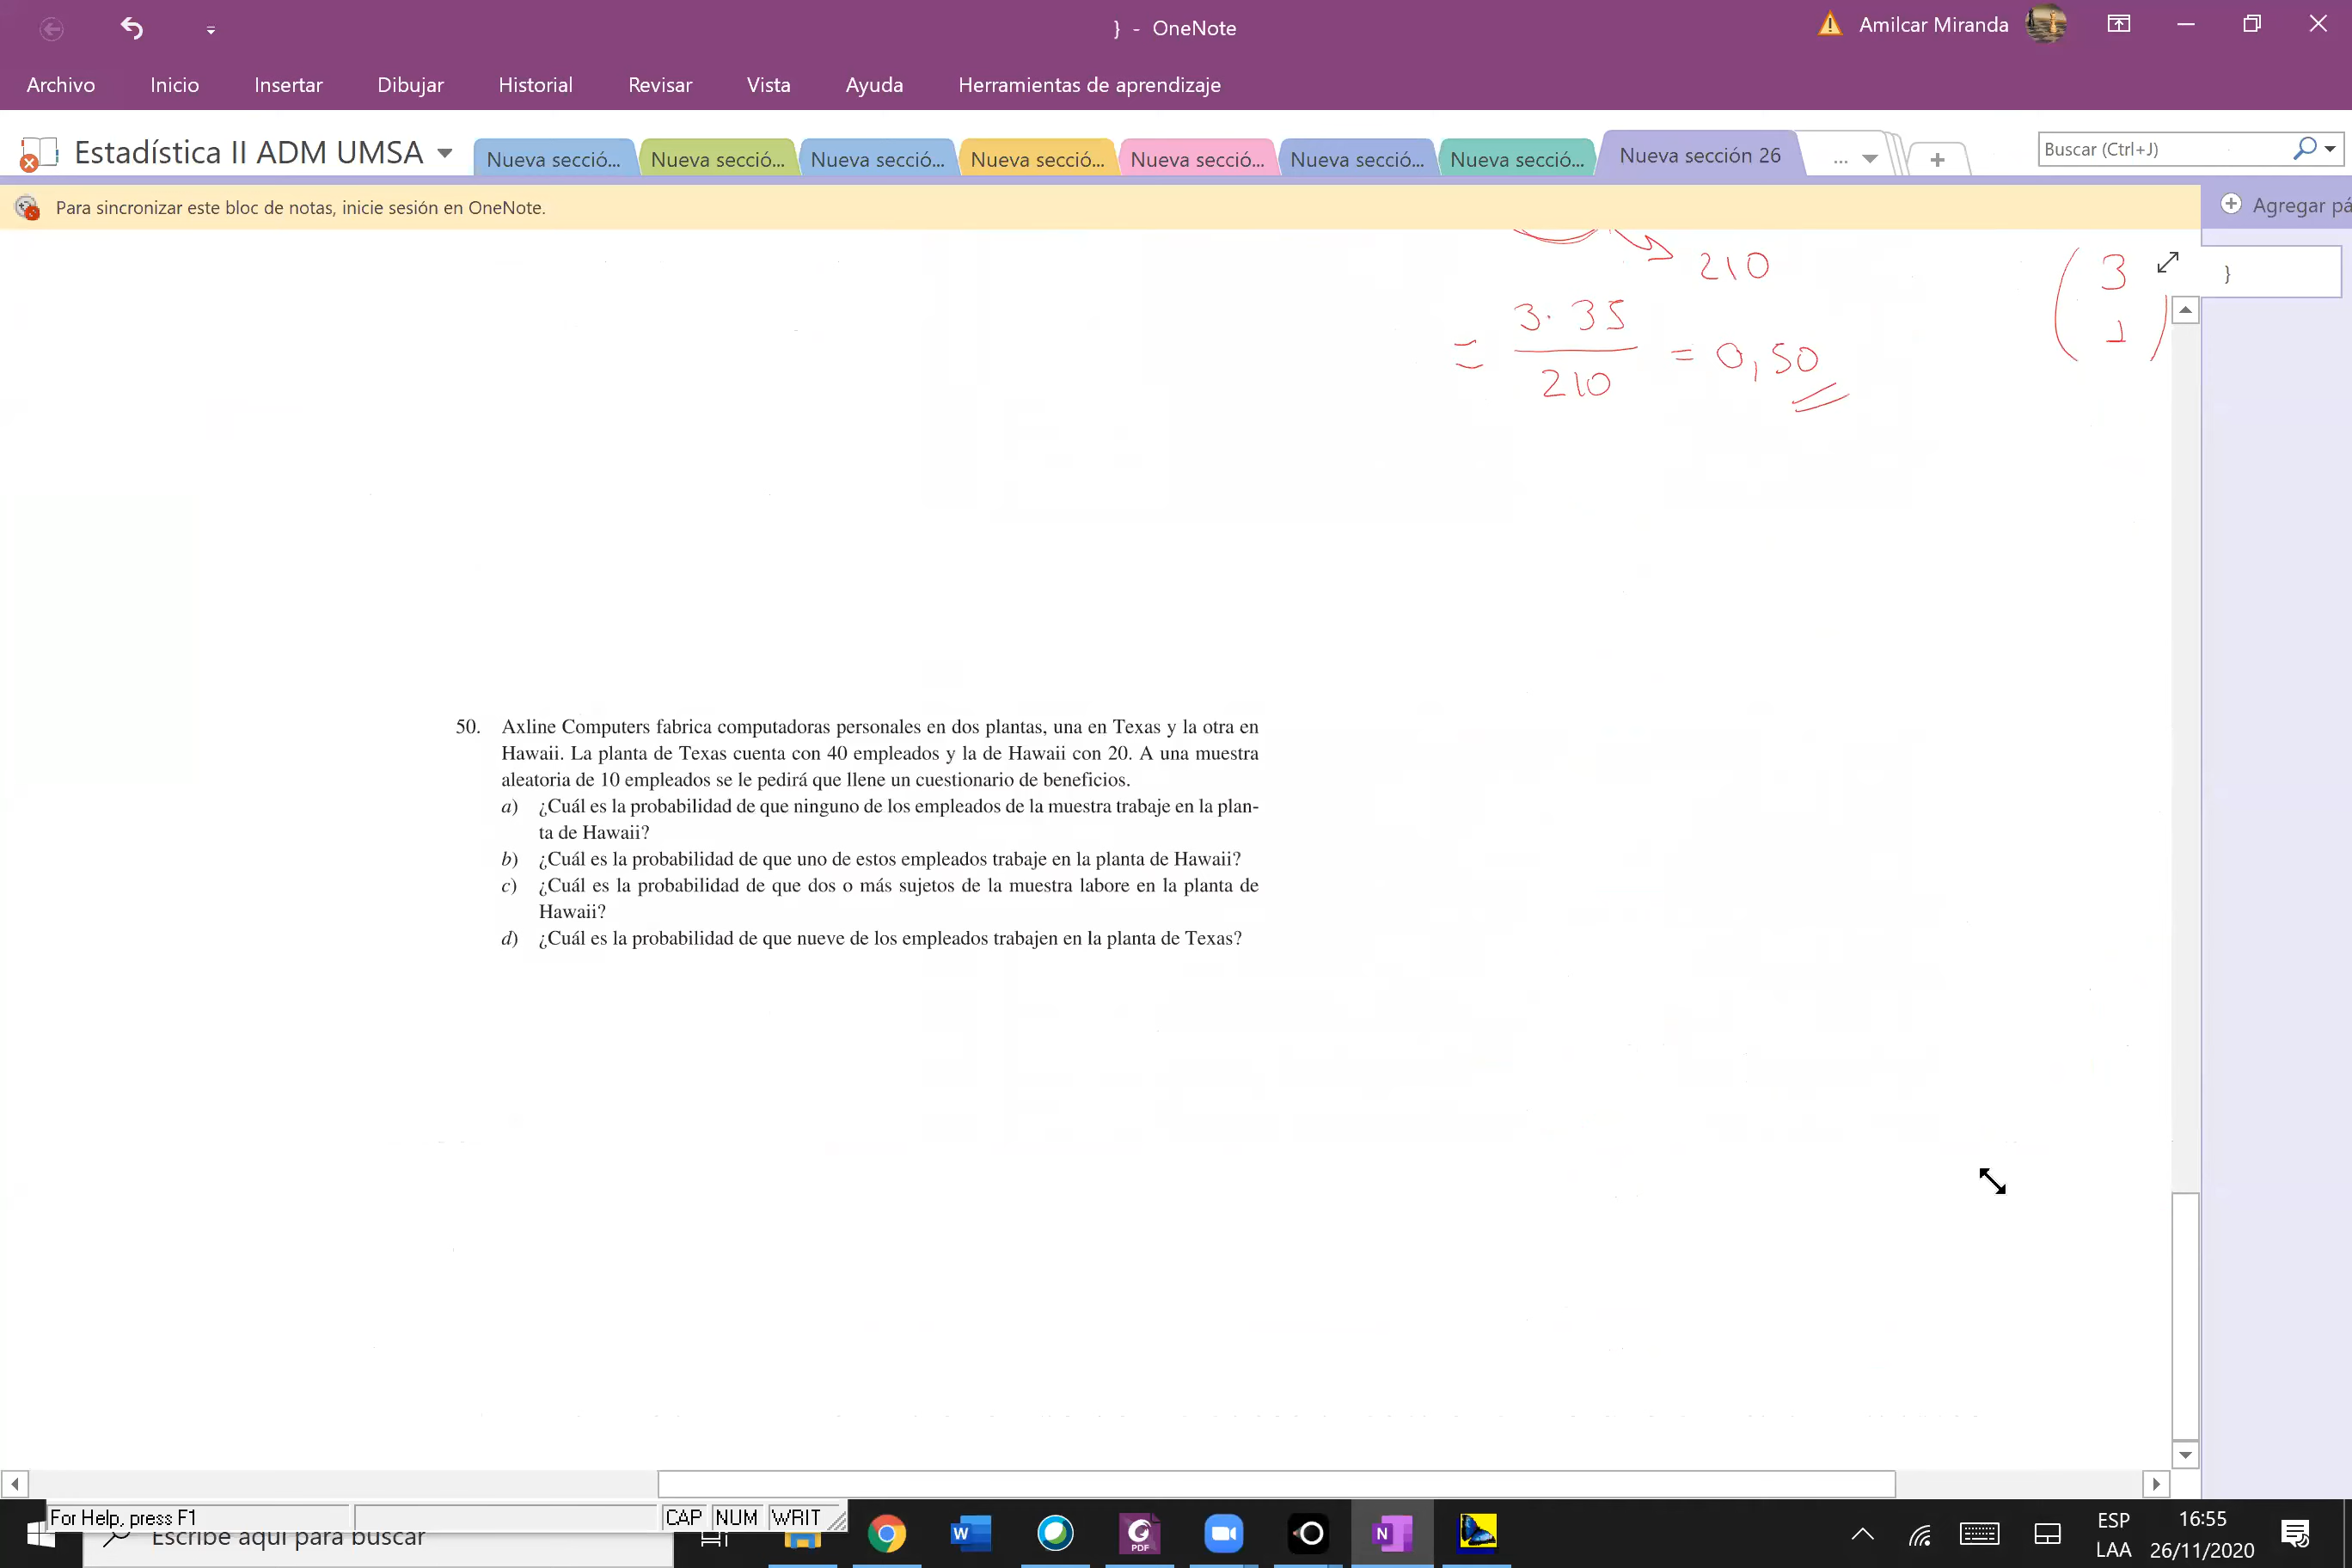 } - OneNote
Amilcar Miranda
Archivo Inicio Insertar Dibujar Historial Revisar Vista Ayuda Herramientas de aprendizaje
Estadística II ADM UMSA
Nueva secció... Nueva secció... Nueva secció... Nueva secció... Nueva secció... Nueva secció... Nueva secció... Nueva sección 26 ...
Buscar (Ctrl+J)
Para sincronizar este bloc de notas, inicie sesión en OneNote.
Agregar pá
}
210
3
1
= 3. 35 / 210 = 0,50
50. Axline Computers fabrica computadoras personales en dos plantas, una en Texas y la otra en
Hawaii. La planta de Texas cuenta con 40 empleados y la de Hawaii con 20. A una muestra
aleatoria de 10 empleados se le pedirá que llene un cuestionario de beneficios.
a) ¿Cuál es la probabilidad de que ninguno de los empleados de la muestra trabaje en la plan-
ta de Hawaii?
b) ¿Cuál es la probabilidad de que uno de estos empleados trabaje en la planta de Hawaii?
c) ¿Cuál es la probabilidad de que dos o más sujetos de la muestra labore en la planta de
Hawaii?
d) ¿Cuál es la probabilidad de que nueve de los empleados trabajen en la planta de Texas?
For Help, press F1
CAP NUM WRIT
Escribe aquí para buscar
W
PDF
N
ESP
LAA
16:55
26/11/2020